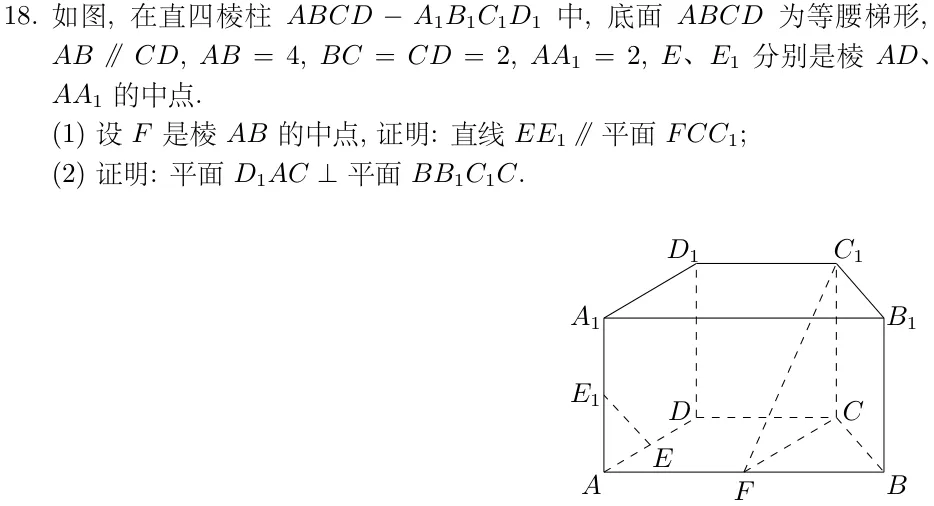 18. 如图, 在直四棱柱 ABCD − A₁B₁C₁D₁ 中, 底面 ABCD 为等腰梯形,
AB ∥ CD, AB = 4, BC = CD = 2, AA₁ = 2, E、E₁ 分别是棱 AD、
AA₁ 的中点.
(1) 设 F 是棱 AB 的中点, 证明: 直线 EE₁ ∥ 平面 FCC₁;
(2) 证明: 平面 D₁AC ⊥ 平面 BB₁C₁C.
D₁ C₁
A₁ B₁
E₁ D C
E
A F B